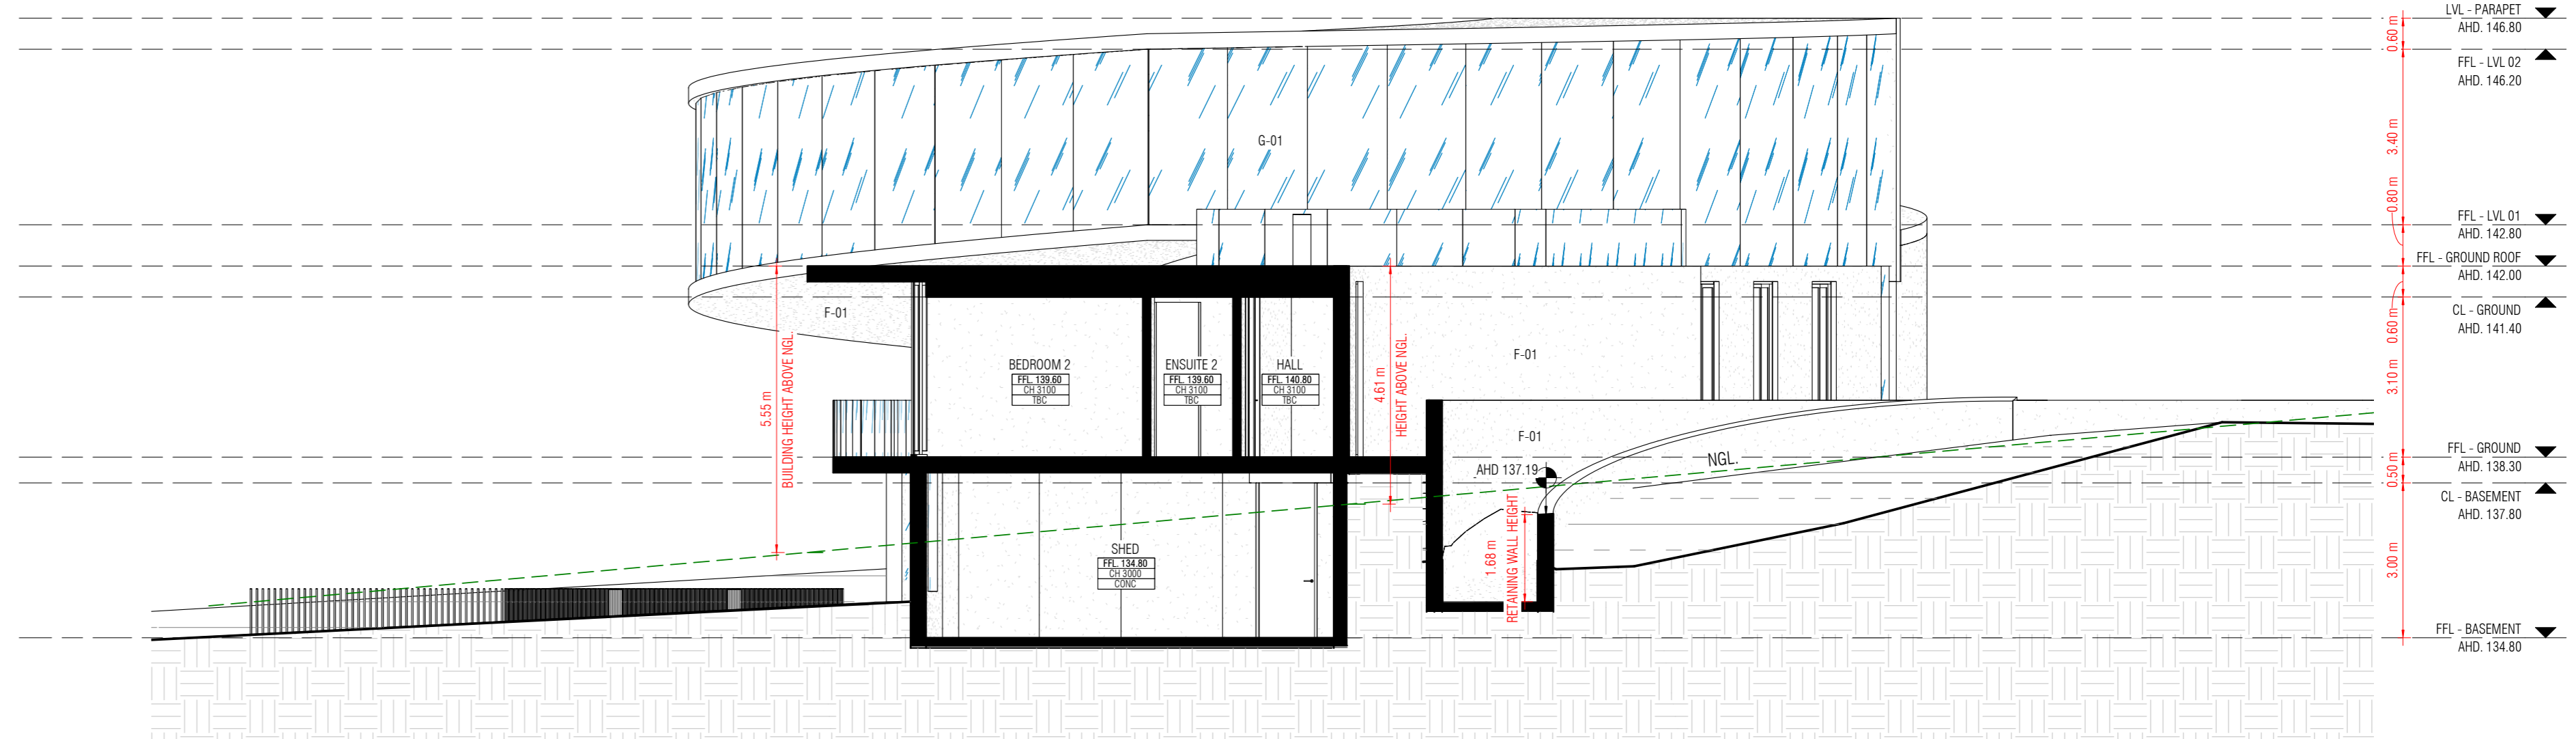 LVL - PARAPET
AHD. 146.80
0.60 m
FFL - LVL 02
AHD. 146.20
3.40 m
G-01
0.80 m
FFL - LVL 01
AHD. 142.80
FFL - GROUND ROOF
AHD. 142.00
0.60 m
CL - GROUND
AHD. 141.40
F-01
5.55 m
BUILDING HEIGHT ABOVE NGL.
BEDROOM 2
FFL. 139.60
CH 3100
TBC
ENSUITE 2
FFL. 139.60
CH 3100
TBC
HALL
FFL. 140.80
CH 3100
TBC
4.61 m
HEIGHT ABOVE NGL.
F-01
3.10 m
F-01
NGL.
AHD 137.19
FFL - GROUND
AHD. 138.30
0.50 m
CL - BASEMENT
AHD. 137.80
SHED
FFL. 134.80
CH 3000
CONC
1.68 m
RETAINING WALL HEIGHT
3.00 m
FFL - BASEMENT
AHD. 134.80